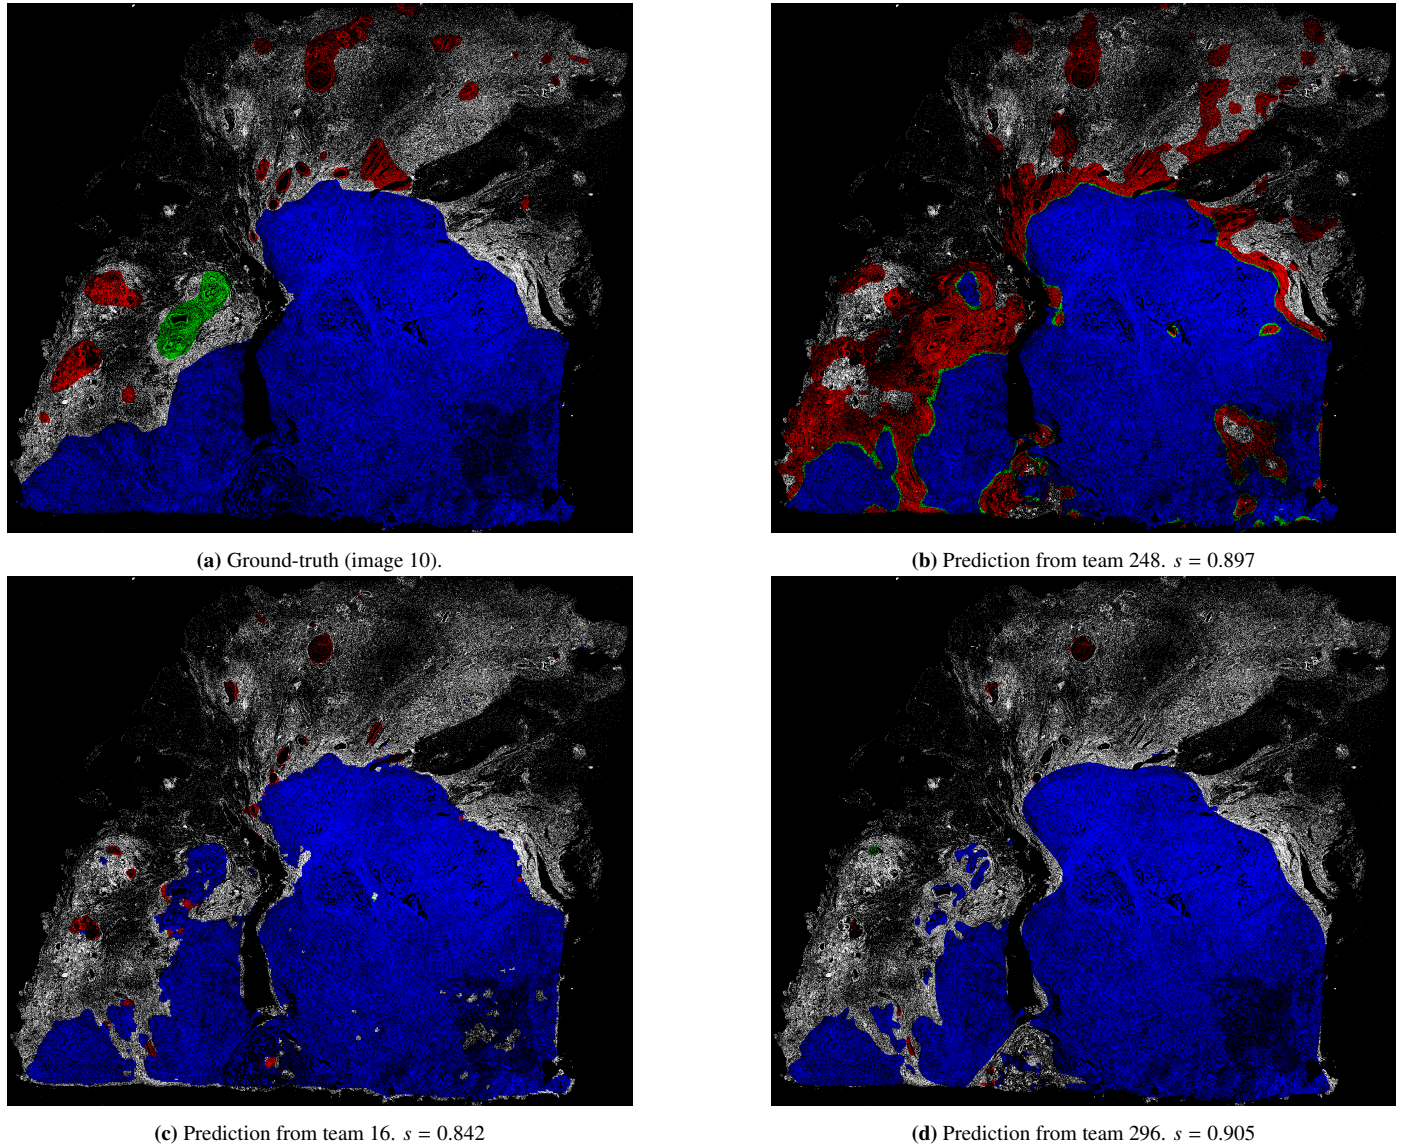 (a) Ground-truth (image 10).
(b) Prediction from team 248. s = 0.897
(c) Prediction from team 16. s = 0.842
(d) Prediction from team 296. s = 0.905